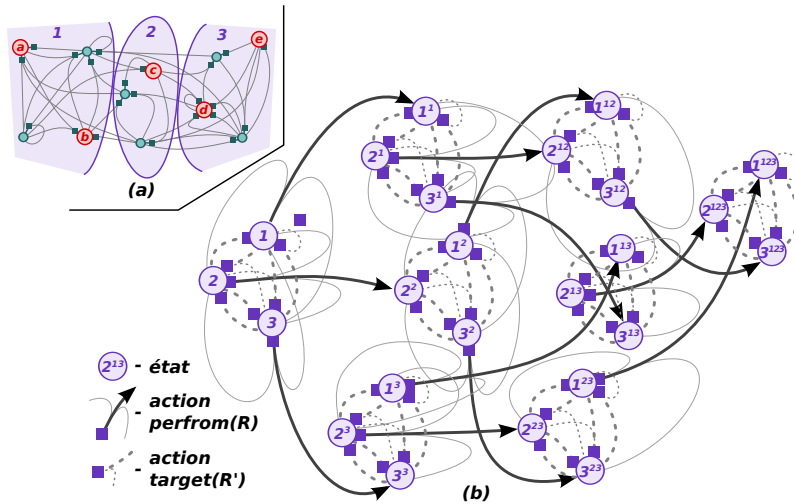 1 2 3
a
e
c
d
b
(a)
1¹
2¹
3¹
1¹²
2¹²
3¹²
1¹²³
2¹²³
3¹²³
1
2
3
1²
2²
3²
1¹³
2¹³
3¹³
1³
2³
3³
1²³
2²³
3²³
2¹³ - état
- action
perfrom(R)
- action
target(R')
(b)